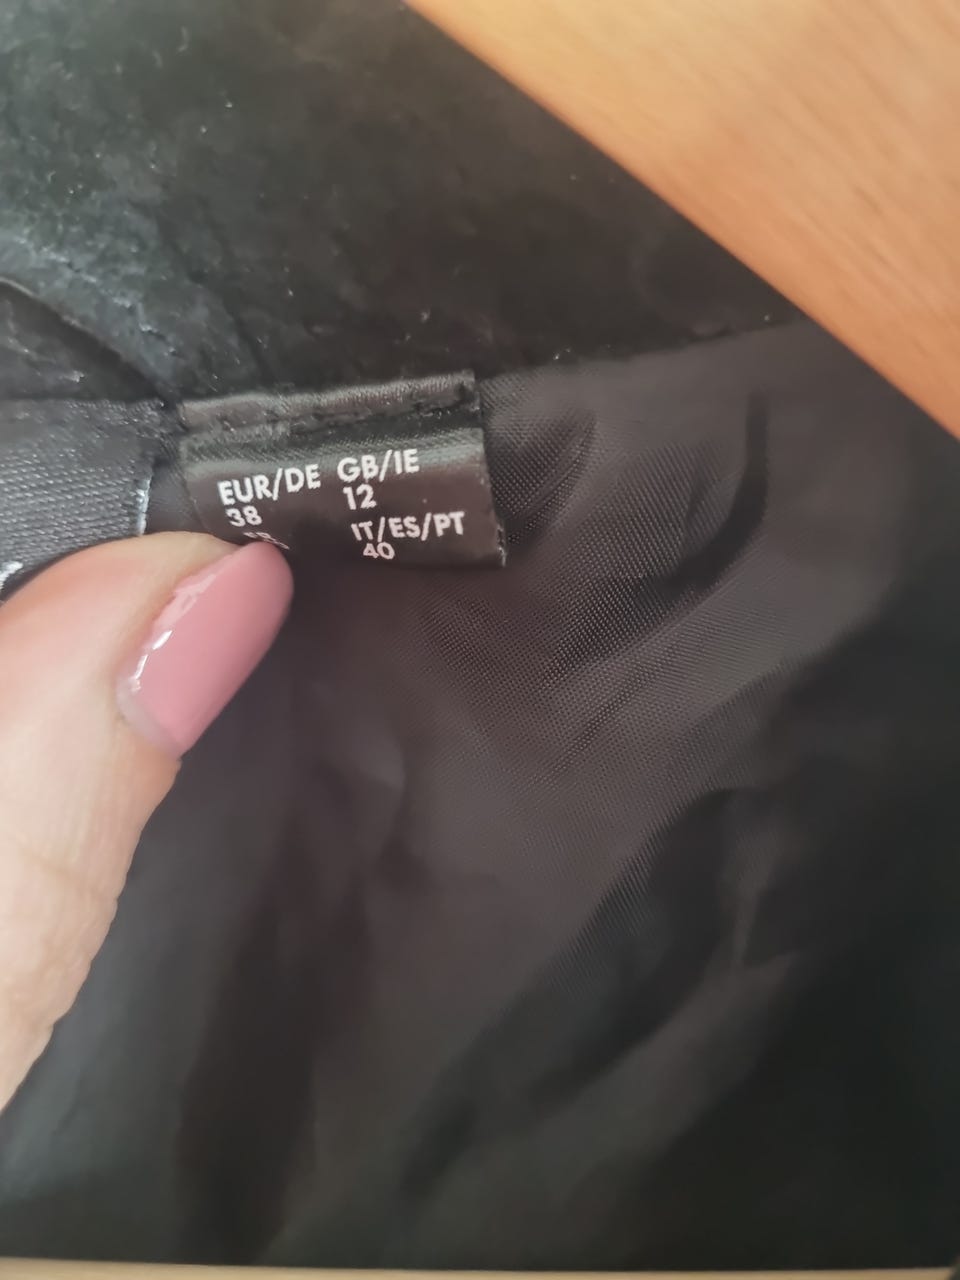 EUR/DE GB/IE
38 12
IT/ES/PT
40